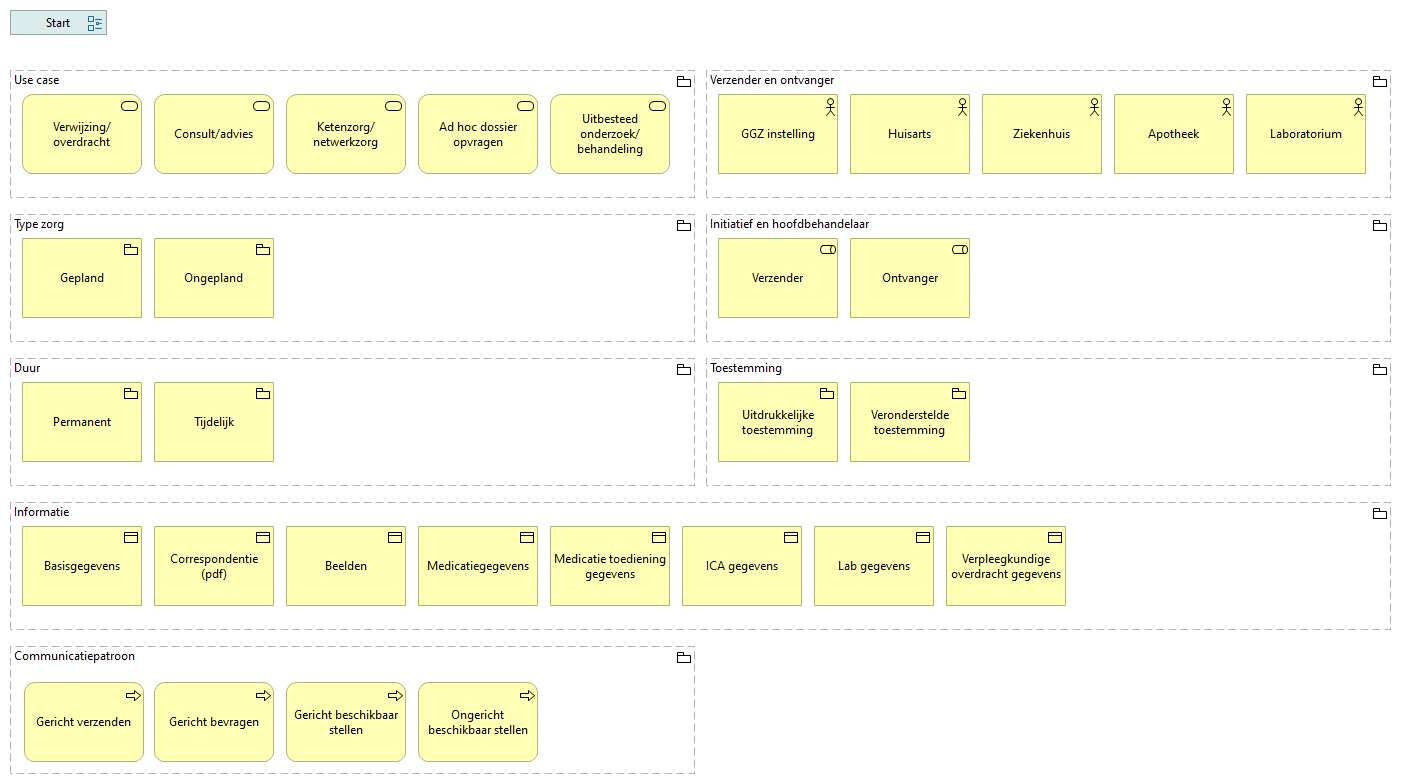 Start
Use case
Verwijzing/
overdracht
Consult/advies
Ketenzorg/
netwerkzorg
Ad hoc dossier
opvragen
Uitbesteed
onderzoek/
behandeling
Verzender en ontvanger
GGZ instelling
Huisarts
Ziekenhuis
Apotheek
Laboratorium
Type zorg
Gepland
Ongepland
Initiatief en hoofdbehandelaar
Verzender
Ontvanger
Duur
Permanent
Tijdelijk
Toestemming
Uitdrukkelijke
toestemming
Veronderstelde
toestemming
Informatie
Basisgegevens
Correspondentie
(pdf)
Beelden
Medicatiegegevens
Medicatie toediening
gegevens
ICA gegevens
Lab gegevens
Verpleegkundige
overdracht gegevens
Communicatiepatroon
Gericht verzenden
Gericht bevragen
Gericht beschikbaar
stellen
Ongericht
beschikbaar stellen